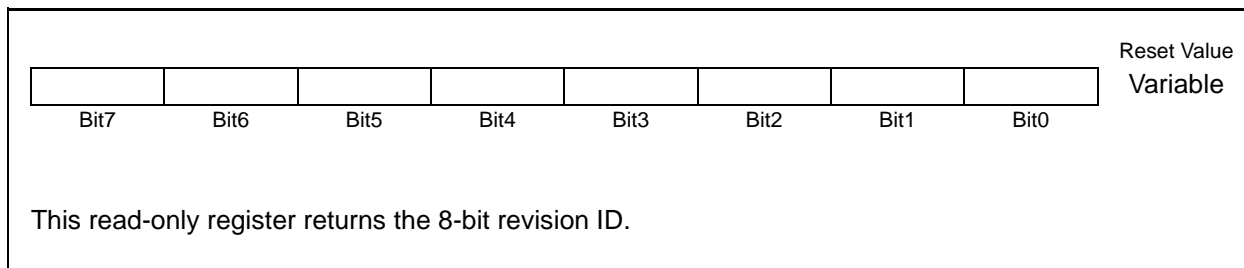 Reset Value
Variable
Bit7 Bit6 Bit5 Bit4 Bit3 Bit2 Bit1 Bit0
This read-only register returns the 8-bit revision ID.